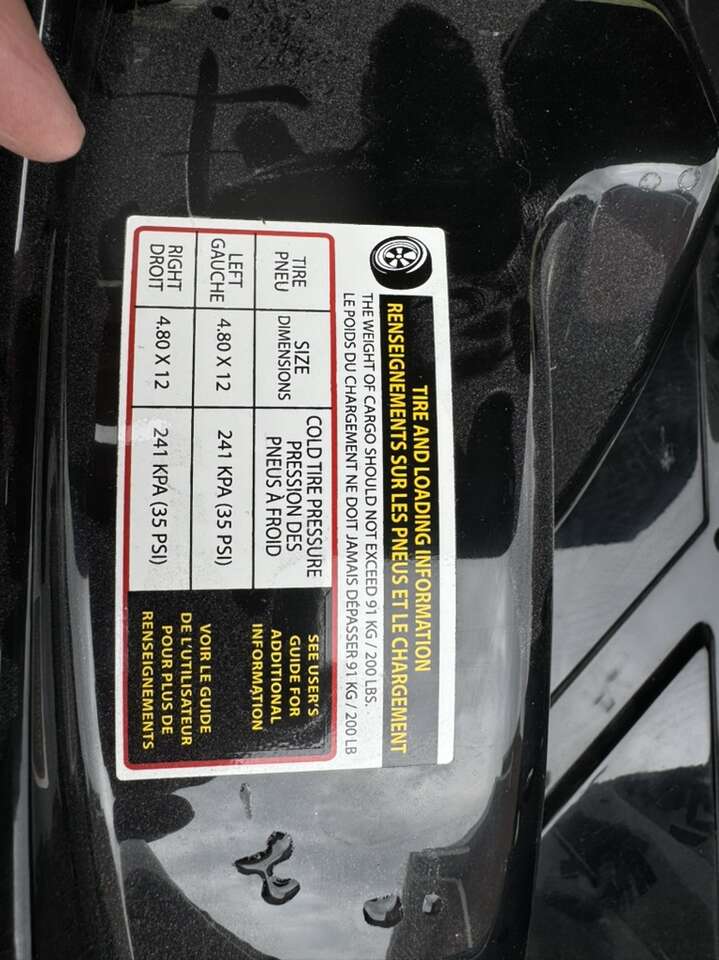 TIRE AND LOADING INFORMATION
RENSEIGNEMENTS SUR LES PNEUS ET LE CHARGEMENT
THE WEIGHT OF CARGO SHOULD NOT EXCEED 91 KG / 200 LBS.
LE POIDS DU CHARGEMENT NE DOIT JAMAIS DÉPASSER 91 KG / 200 LB
TIRE
PNEU
SIZE
DIMENSIONS
COLD TIRE PRESSURE
PRESSION DES
PNEUS À FROID
LEFT
GAUCHE
4.80 X 12
241 KPA (35 PSI)
RIGHT
DROIT
4.80 X 12
241 KPA (35 PSI)
SEE USER'S
GUIDE FOR
ADDITIONAL
INFORMATION
VOIR LE GUIDE
DE L'UTILISATEUR
POUR PLUS DE
RENSEIGNEMENTS